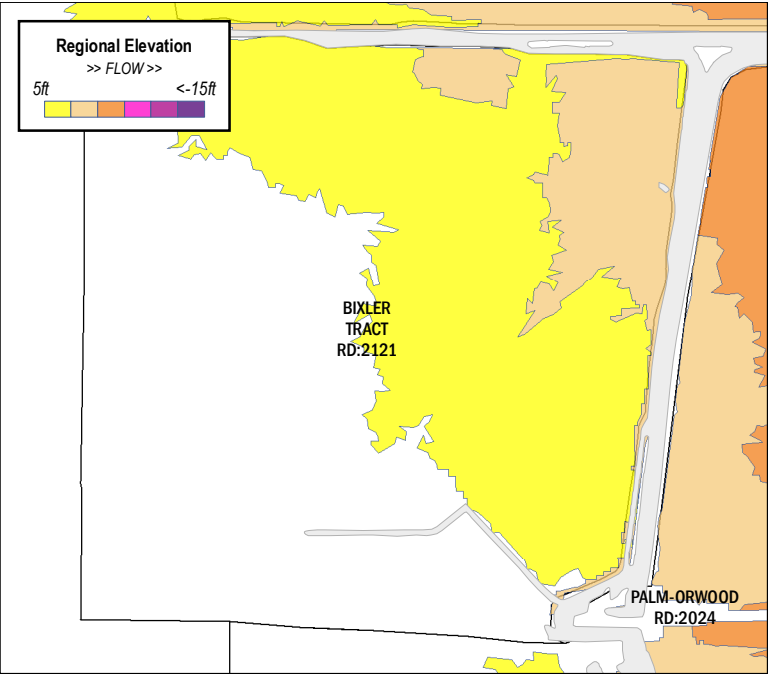 Regional Elevation
>> FLOW >>
5ft <-15ft
BIXLER
TRACT
RD:2121
PALM-ORWOOD
RD:2024